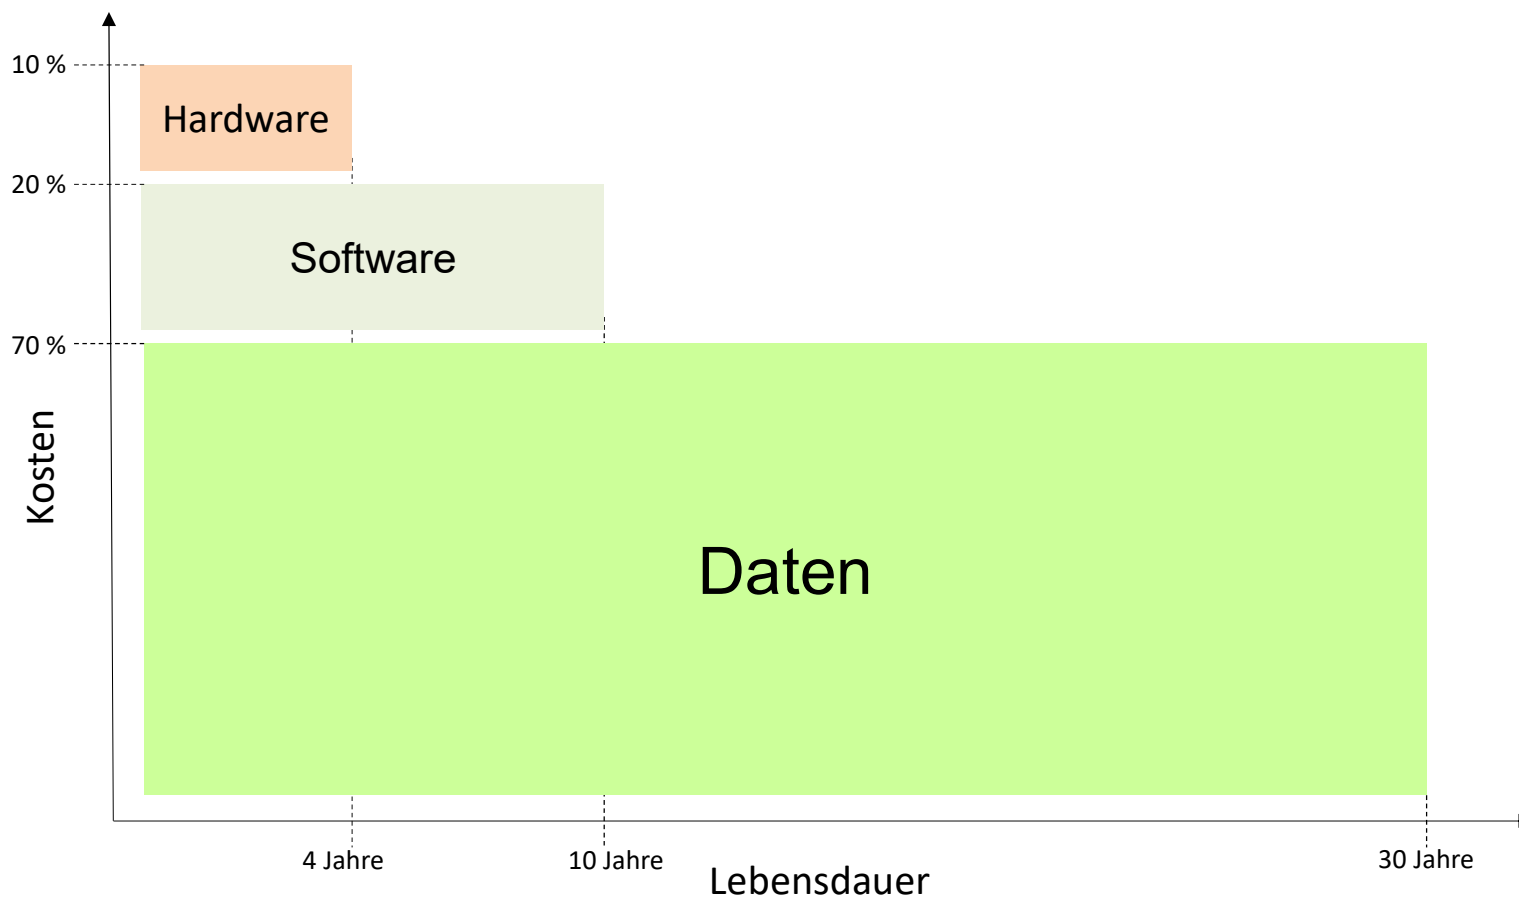 10 %
Hardware
20 %
Software
70 %
Kosten
Daten
4 Jahre
10 Jahre
30 Jahre
Lebensdauer